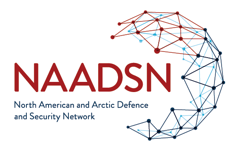 NAADSN
North American and Arctic Defence
and Security Network